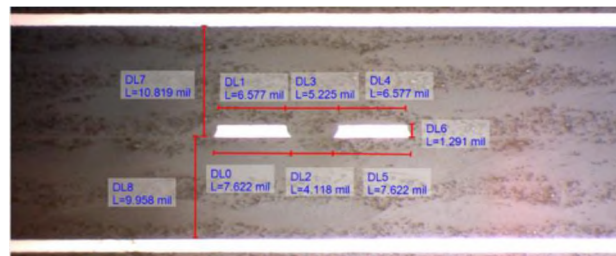 DL7
L=10.819 mil
DL1
L=6.577 mil
DL3
L=5.225 mil
DL4
L=6.577 mil
DL6
L=1.291 mil
DL8
L=9.958 mil
DL0
L=7.622 mil
DL2
L=4.118 mil
DL5
L=7.622 mil